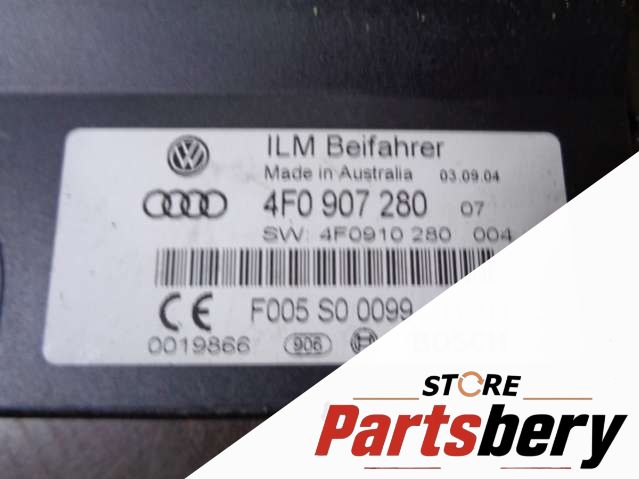 ILM Beifahrer
Made in Australia 03.09.04
4F0 907 280 07
SW: 4F0910 280 004
CE F005 S0 0099
0019866 906 BOSCH
STORE
Partsbery